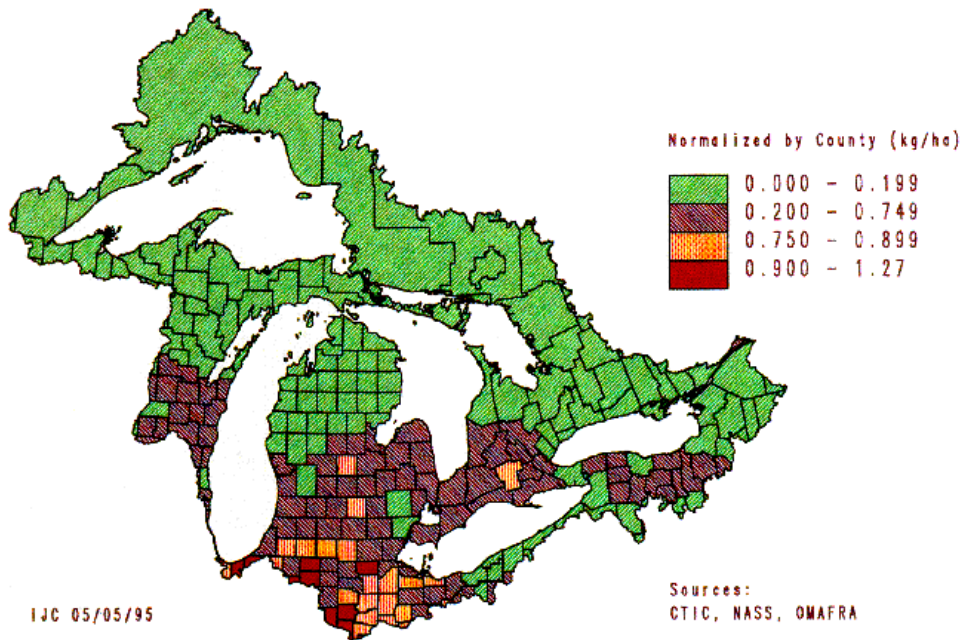 Normalized by County (kg/ha)
0.000 - 0.199
0.200 - 0.749
0.750 - 0.899
0.900 - 1.27
Sources:
CTIC, NASS, OMAFRA
IJC 05/05/95